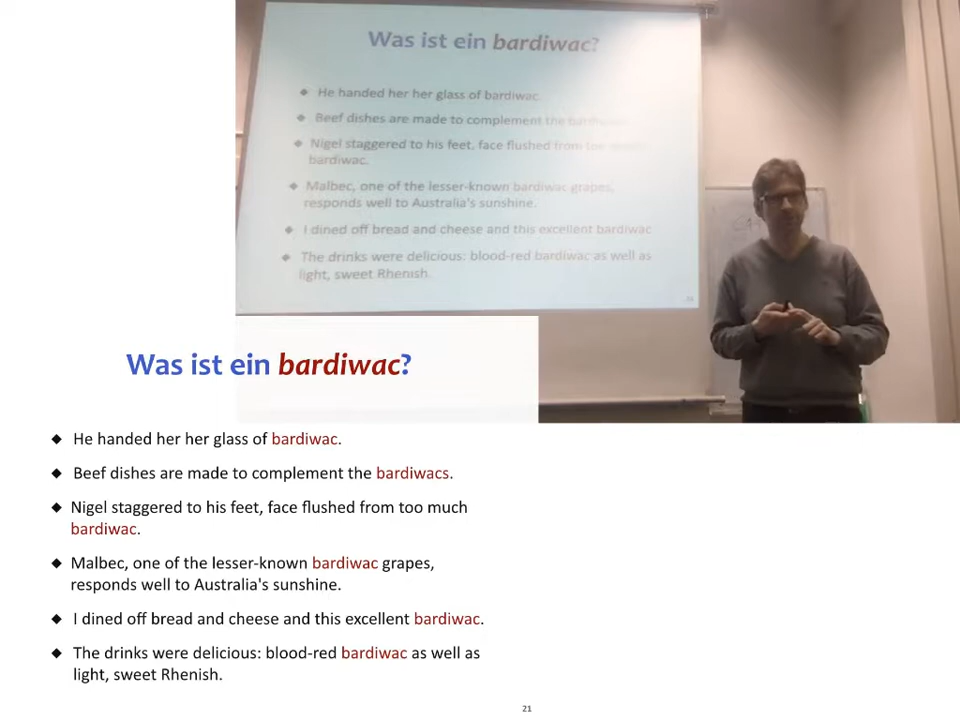 Was ist ein bardiwac?
◆ He handed her her glass of bardiwac.
◆ Beef dishes are made to complement the
◆ Nigel staggered to his feet, face flushed from too much
bardiwac.
◆ Malbec, one of the lesser-known bardiwac grapes,
responds well to Australia's sunshine.
◆ I dined off bread and cheese and this excellent bardiwac
◆ The drinks were delicious: blood-red bardiwac as well as
light, sweet Rhenish.
Was ist ein bardiwac?
◆ He handed her her glass of bardiwac.
◆ Beef dishes are made to complement the bardiwacs.
◆ Nigel staggered to his feet, face flushed from too much
bardiwac.
◆ Malbec, one of the lesser-known bardiwac grapes,
responds well to Australia's sunshine.
◆ I dined off bread and cheese and this excellent bardiwac.
◆ The drinks were delicious: blood-red bardiwac as well as
light, sweet Rhenish.
21